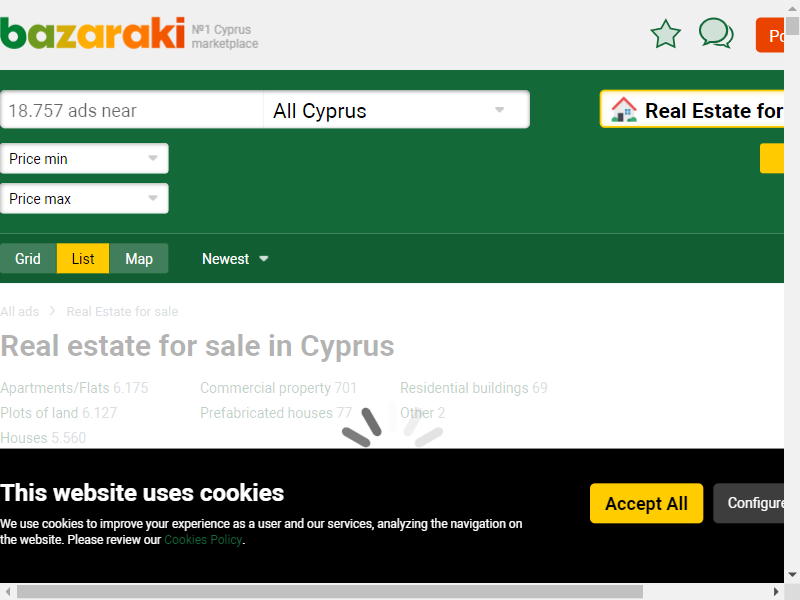 bazaraki
№1 Cyprus
marketplace
18.757 ads near
All Cyprus
Real Estate for
Price min
Price max
Grid
List
Map
Newest
All ads
Real Estate for sale
Real estate for sale in Cyprus
Apartments/Flats 6.175
Commercial property 701
Residential buildings 69
Plots of land 6.127
Prefabricated houses 77
Other 2
Houses 5.560
This website uses cookies
We use cookies to improve your experience as a user and our services, analyzing the navigation on
the website. Please review our Cookies Policy.
Accept All
Configure